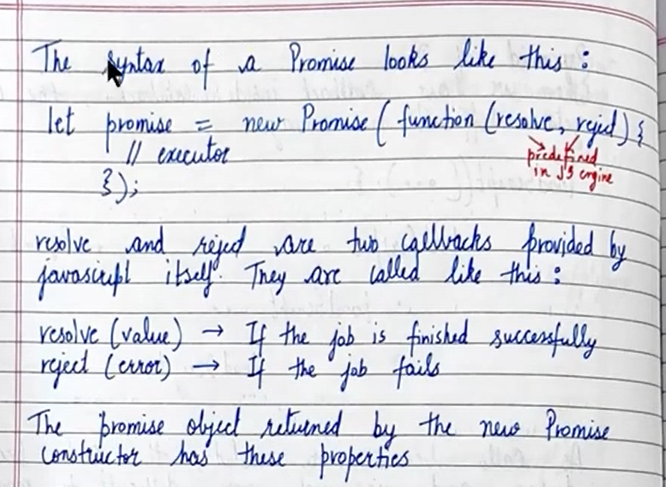 The syntax of a Promise looks like this :
let promise = new Promise ( function (resolve, reject) {
// executor
predefined
in JS engine
});
resolve and reject are two callbacks provided by
javascript itself. They are called like this :
resolve (value) → If the job is finished successfully
reject (error) → If the job fails
The promise object returned by the new Promise
constructor has these properties